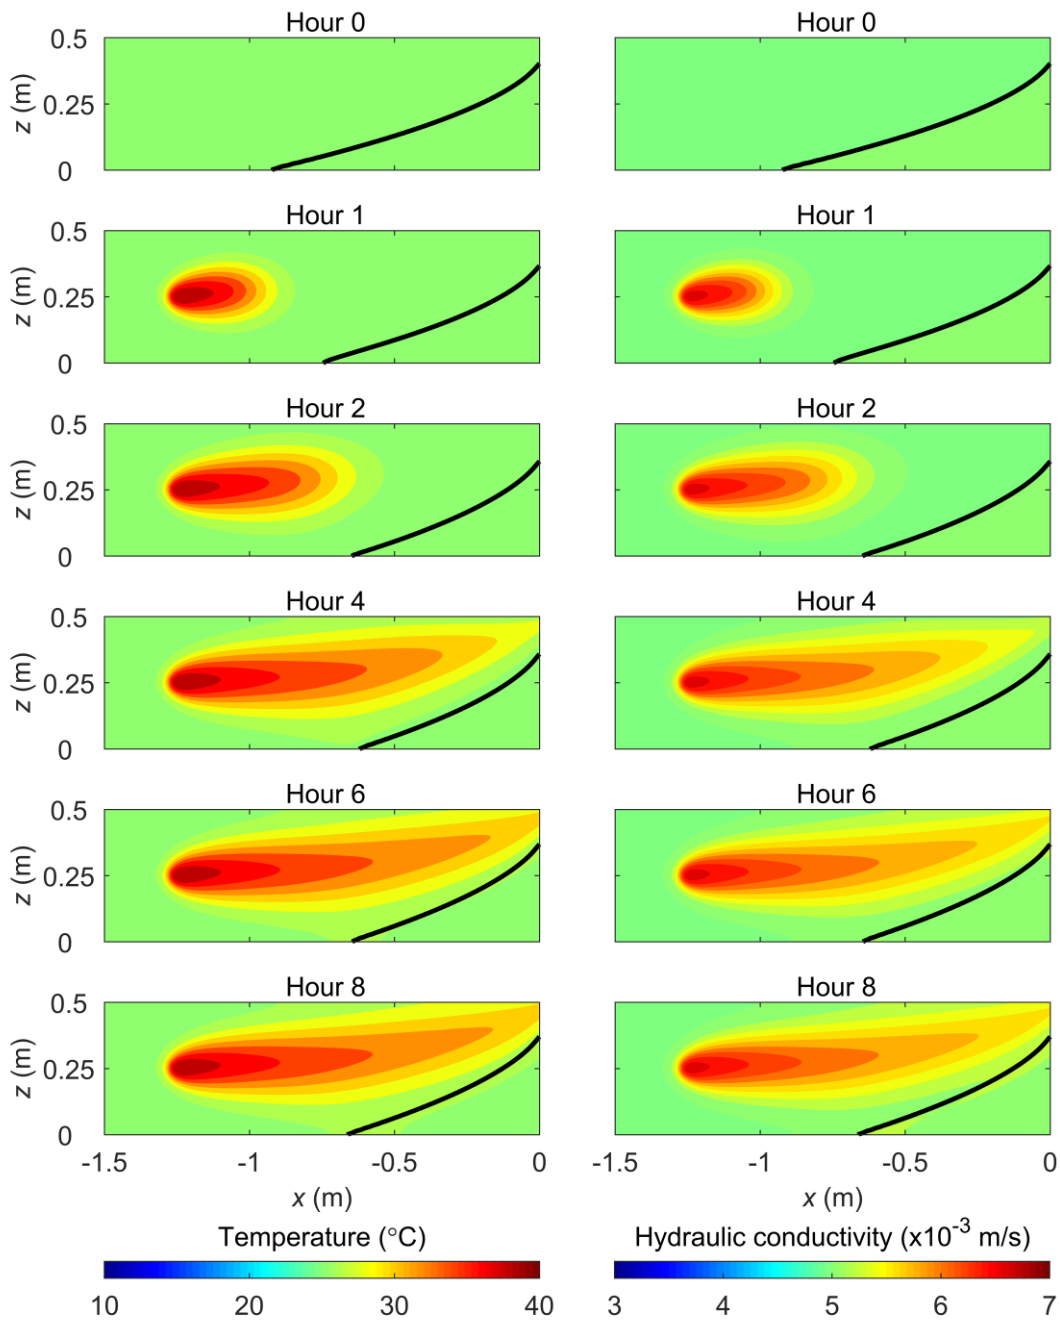 Hour 0 Hour 0
0.5
0.25
0
z (m) z (m)
Hour 1 Hour 1
0.5
0.25
0
z (m) z (m)
Hour 2 Hour 2
0.5
0.25
0
z (m) z (m)
Hour 4 Hour 4
0.5
0.25
0
z (m) z (m)
Hour 6 Hour 6
0.5
0.25
0
z (m) z (m)
Hour 8 Hour 8
0.5
0.25
0
z (m) z (m)
-1.5 -1 -0.5 0 -1.5 -1 -0.5 0
x (m) x (m)
Temperature (°C) Hydraulic conductivity (x10⁻³ m/s)
10 20 30 40 3 4 5 6 7